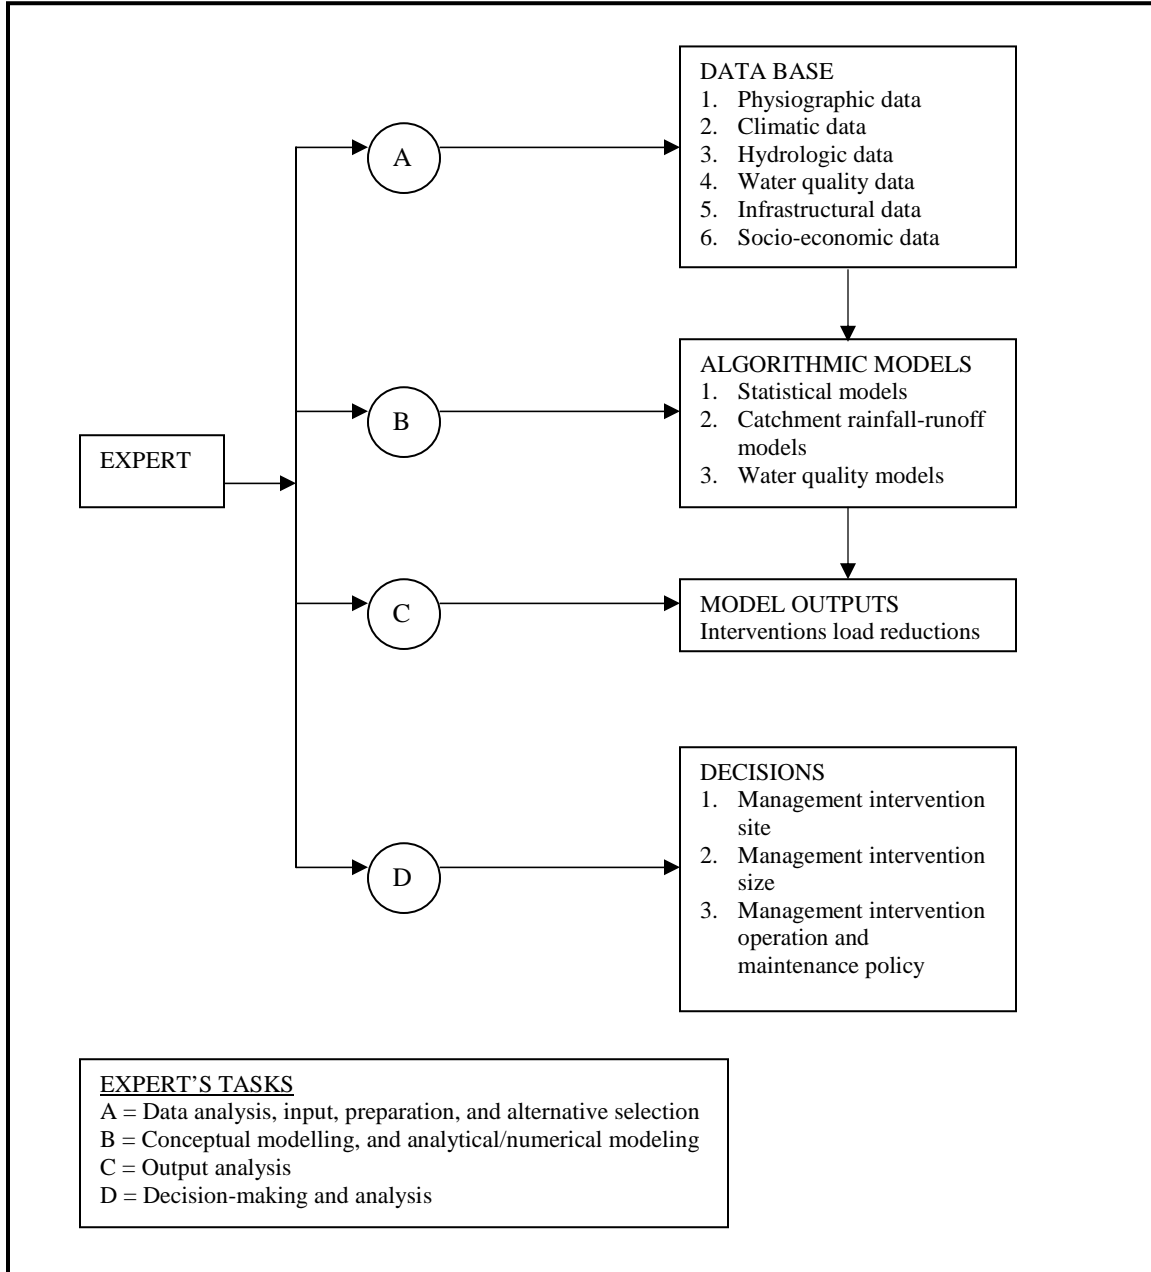 DATA BASE
1. Physiographic data
2. Climatic data
3. Hydrologic data
4. Water quality data
5. Infrastructural data
6. Socio-economic data
A
ALGORITHMIC MODELS
1. Statistical models
2. Catchment rainfall-runoff
models
3. Water quality models
B
EXPERT
C
MODEL OUTPUTS
Interventions load reductions
DECISIONS
1. Management intervention
site
2. Management intervention
size
3. Management intervention
operation and
maintenance policy
D
EXPERT'S TASKS
A = Data analysis, input, preparation, and alternative selection
B = Conceptual modelling, and analytical/numerical modeling
C = Output analysis
D = Decision-making and analysis